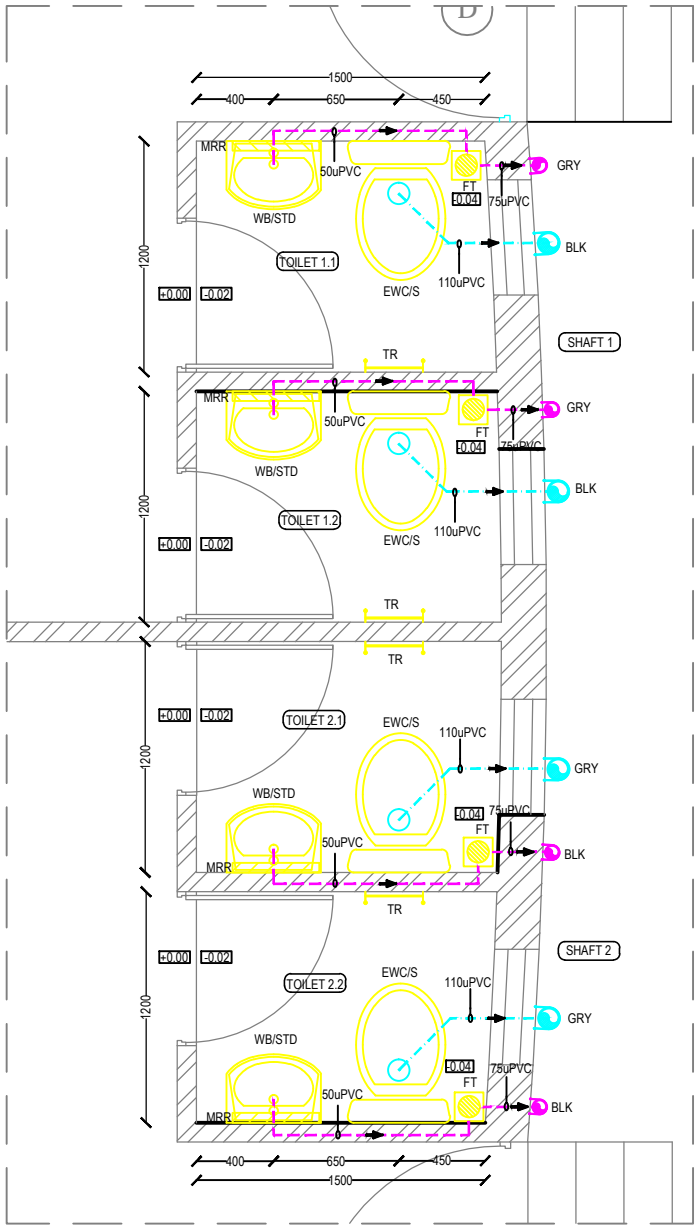 D
1500
400
650
450
MRR
50uPVC
FT
-0.04
75uPVC
GRY
WB/STD
BLK
TOILET 1.1
1200
110uPVC
EWC/S
+0.00
-0.02
SHAFT 1
TR
MRR
50uPVC
GRY
FT
75uPVC
-0.04
WB/STD
BLK
1200
TOILET 1.2
110uPVC
EWC/S
+0.00
-0.02
TR
TR
+0.00
-0.02
TOILET 2.1
EWC/S
110uPVC
1200
GRY
WB/STD
-0.04
75uPVC
FT
50uPVC
BLK
MRR
TR
SHAFT 2
+0.00
-0.02
EWC/S
110uPVC
TOILET 2.2
1200
GRY
WB/STD
-0.04
75uPVC
FT
50uPVC
BLK
MRR
400
650
450
1500